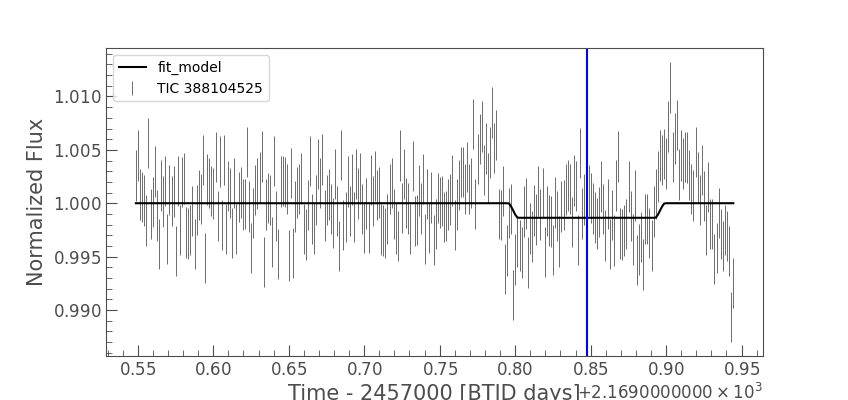 fit_model
TIC 388104525
Normalized Flux
1.010
1.005
1.000
0.995
0.990
0.55 0.60 0.65 0.70 0.75 0.80 0.85 0.90 0.95
Time - 2457000 [BTJD days]
+2.1690000000 × 10³